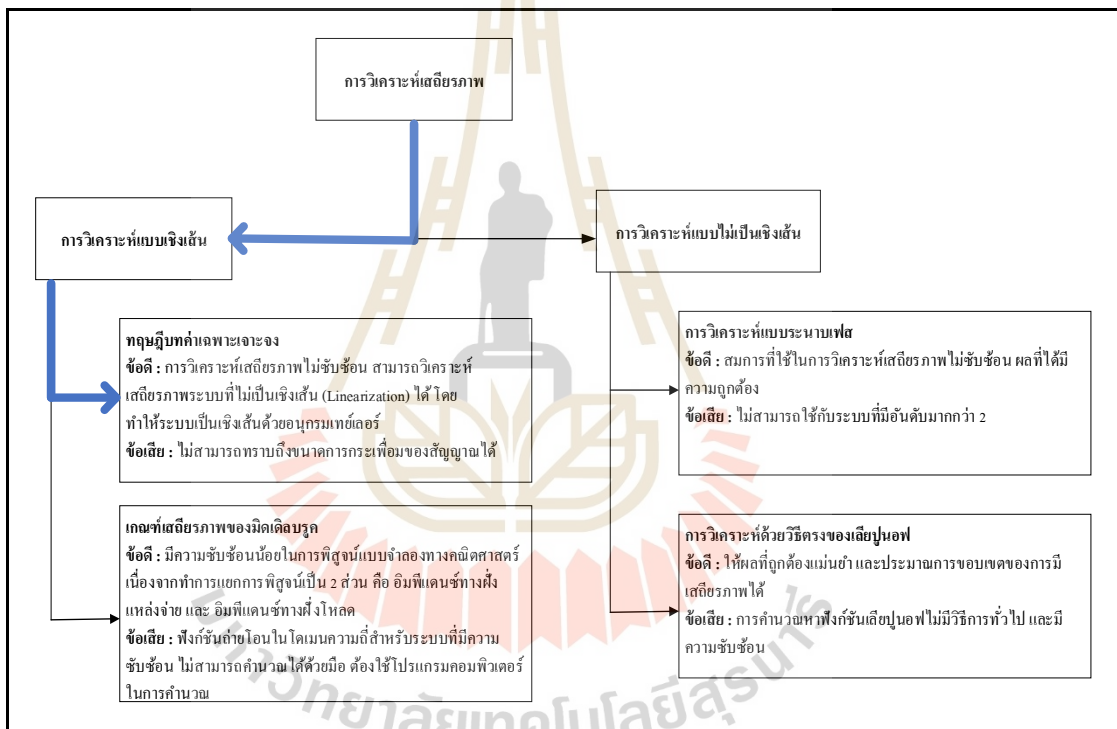 การวิเคราะห์เสถียรภาพ
การวิเคราะห์แบบเชิงเส้น
การวิเคราะห์แบบไม่เป็นเชิงเส้น
ทฤษฎีบทค่าเฉพาะเจาะจง
ข้อดี : การวิเคราะห์เสถียรภาพไม่ซับซ้อน สามารถวิเคราะห์
เสถียรภาพระบบที่ไม่เป็นเชิงเส้น (Linearization) ได้ โดย
ทำให้ระบบเป็นเชิงเส้นด้วยอนุกรมเทย์เลอร์
ข้อเสีย : ไม่สามารถทราบถึงขนาดการกระเพื่อมของสัญญาณได้
เกณฑ์เสถียรภาพของมิดเดิลบรูค
ข้อดี : มีความซับซ้อนน้อยในการพิสูจน์แบบจำลองทางคณิตศาสตร์
เนื่องจากทำการแยกการพิสูจน์เป็น 2 ส่วน คือ อิมพีแดนซ์ทางฝั่ง
แหล่งจ่าย และ อิมพีแดนซ์ทางฝั่งโหลด
ข้อเสีย : ฟังก์ชันถ่ายโอนในโดเมนความถี่สำหรับระบบที่มีความ
ซับซ้อน ไม่สามารถคำนวณได้ด้วยมือ ต้องใช้โปรแกรมคอมพิวเตอร์
ในการคำนวณ
การวิเคราะห์แบบระนาบเฟส
ข้อดี : สมการที่ใช้ในการวิเคราะห์เสถียรภาพไม่ซับซ้อน ผลที่ได้มี
ความถูกต้อง
ข้อเสีย : ไม่สามารถใช้กับระบบที่มีอันดับมากกว่า 2
การวิเคราะห์ด้วยวิธีตรงของเลียปูนอฟ
ข้อดี : ให้ผลที่ถูกต้องแม่นยำ และประมาณการขอบเขตของการมี
เสถียรภาพได้
ข้อเสีย : การคำนวณหาฟังก์ชันเลียปูนอฟไม่มีวิธีการทั่วไป และมี
ความซับซ้อน
มหาวิทยาลัยเทคโนโลยีสุรนารี